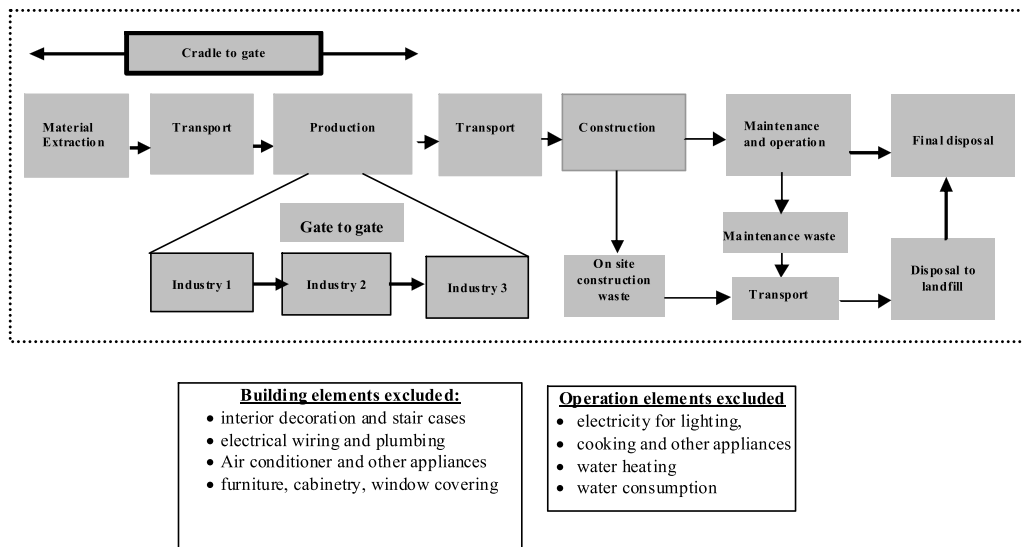 Cradle to gate
Material
Extraction
Transport
Production
Transport
Construction
Maintenance
and operation
Final disposal
Gate to gate
Maintenance waste
Industry 1
Industry 2
Industry 3
On site
construction
waste
Transport
Disposal to
landfill
Building elements excluded:
• interior decoration and stair cases
• electrical wiring and plumbing
• Air conditioner and other appliances
• furniture, cabinetry, window covering
Operation elements excluded
• electricity for lighting,
• cooking and other appliances
• water heating
• water consumption